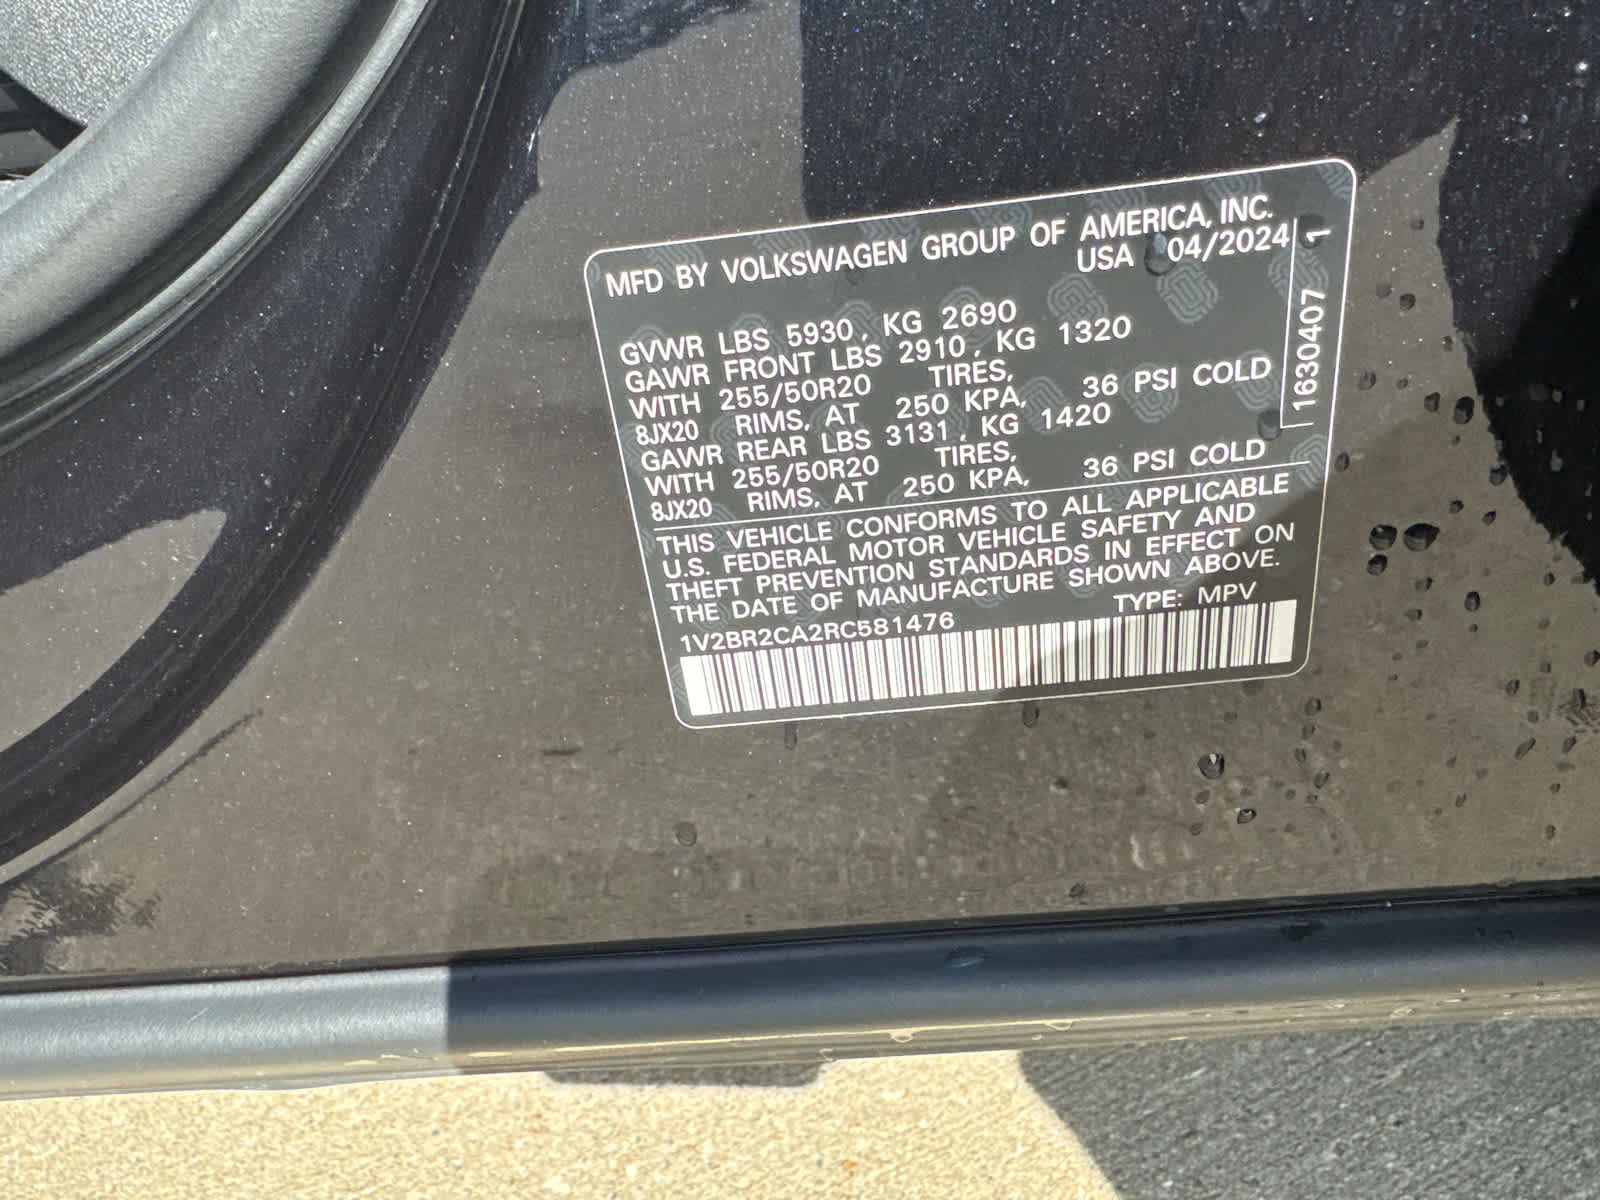 MFD BY VOLKSWAGEN GROUP OF AMERICA, INC.
USA 04/2024
GVWR LBS 5930, KG 2690
GAWR FRONT LBS 2910, KG 1320
WITH 255/50R20 TIRES,
8JX20 RIMS, AT 250 KPA, 36 PSI COLD
GAWR REAR LBS 3131, KG 1420
WITH 255/50R20 TIRES,
8JX20 RIMS, AT 250 KPA, 36 PSI COLD
THIS VEHICLE CONFORMS TO ALL APPLICABLE
U.S. FEDERAL MOTOR VEHICLE SAFETY AND
THEFT PREVENTION STANDARDS IN EFFECT ON
THE DATE OF MANUFACTURE SHOWN ABOVE.
1V2BR2CA2RC581476 TYPE: MPV
1630407 1